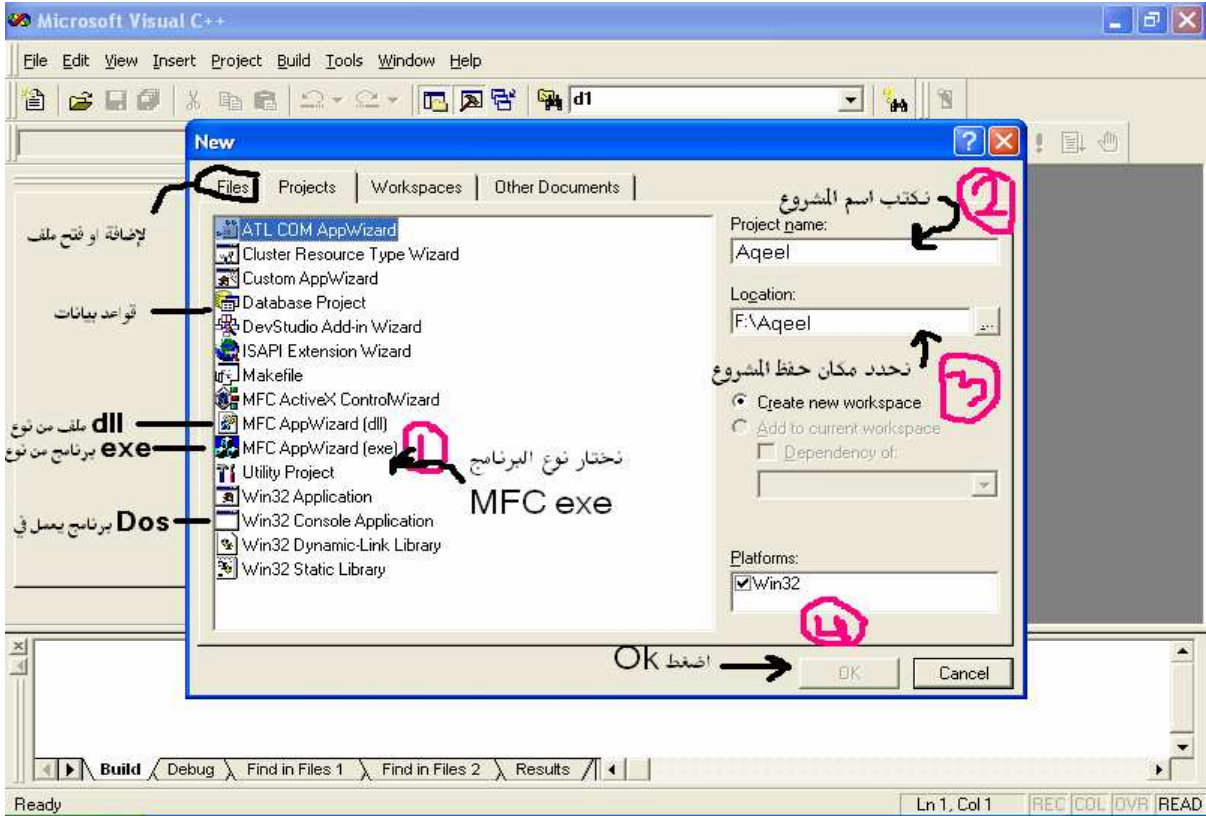 Microsoft Visual C++
File Edit View Insert Project Build Tools Window Help
d1
New
Files Projects Workspaces Other Documents
لإضافة او فتح ملف
قواعد بيانات
ملف من نوع dll
برنامج من نوع exe
برنامج يعمل في Dos
ATL COM AppWizard
Cluster Resource Type Wizard
Custom AppWizard
Database Project
DevStudio Add-in Wizard
ISAPI Extension Wizard
Makefile
MFC ActiveX ControlWizard
MFC AppWizard (dll)
MFC AppWizard (exe)
Utility Project
Win32 Application
Win32 Console Application
Win32 Dynamic-Link Library
Win32 Static Library
1
نختار نوع البرنامج
MFC exe
نكتب اسم المشروع
2
Project name:
Aqeel
Location:
F:\Aqeel
...
نحدد مكان حفظ المشروع
3
Create new workspace
Add to current workspace
Dependency of:
Platforms:
Win32
4
اضغط Ok
OK Cancel
Build Debug Find in Files 1 Find in Files 2 Results
Ready Ln 1, Col 1 REC COL OVR READ